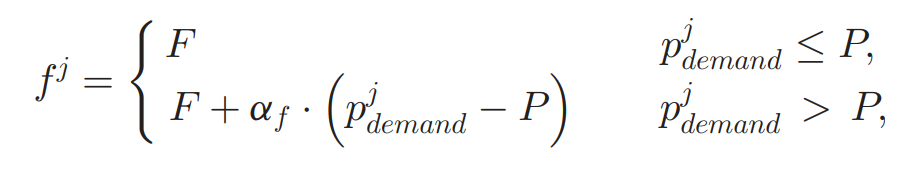 f^j = { F    p^j_{demand} ≤ P,
F + α_f · (p^j_{demand} − P)    p^j_{demand} > P,